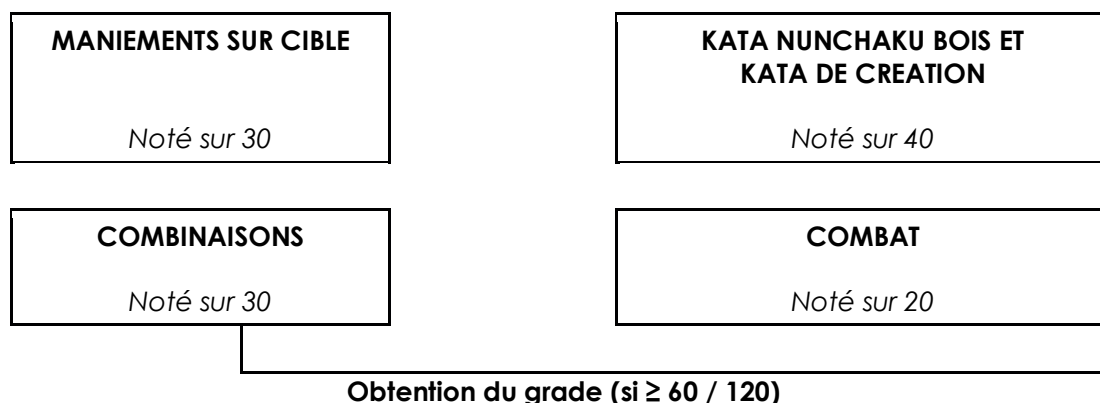 MANIEMENTS SUR CIBLE
Noté sur 30
KATA NUNCHAKU BOIS ET
KATA DE CREATION
Noté sur 40
COMBINAISONS
Noté sur 30
COMBAT
Noté sur 20
Obtention du grade (si ≥ 60 / 120)